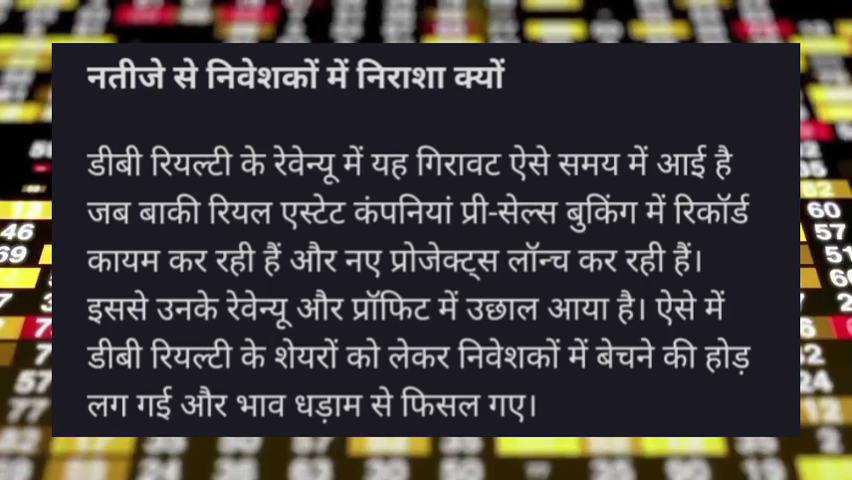 नतीजे से निवेशकों में निराशा क्यों
डीबी रियल्टी के रेवेन्यू में यह गिरावट ऐसे समय में आई है
जब बाकी रियल एस्टेट कंपनियां प्री-सेल्स बुकिंग में रिकॉर्ड
कायम कर रही हैं और नए प्रोजेक्ट्स लॉन्च कर रही हैं।
इससे उनके रेवेन्यू और प्रॉफिट में उछाल आया है। ऐसे में
डीबी रियल्टी के शेयरों को लेकर निवेशकों में बेचने की होड़
लग गई और भाव धड़ाम से फिसल गए।